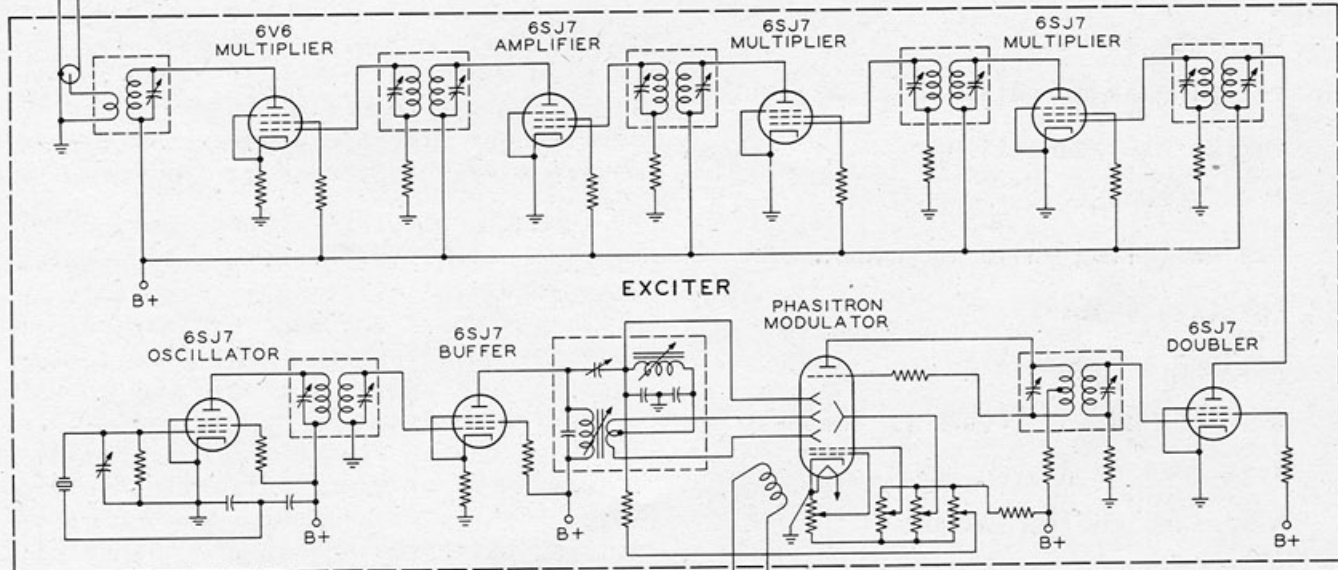 6V6
MULTIPLIER
6SJ7
AMPLIFIER
6SJ7
MULTIPLIER
6SJ7
MULTIPLIER
B+
EXCITER
6SJ7
OSCILLATOR
6SJ7
BUFFER
PHASITRON
MODULATOR
6SJ7
DOUBLER
B+
B+
B+
B+